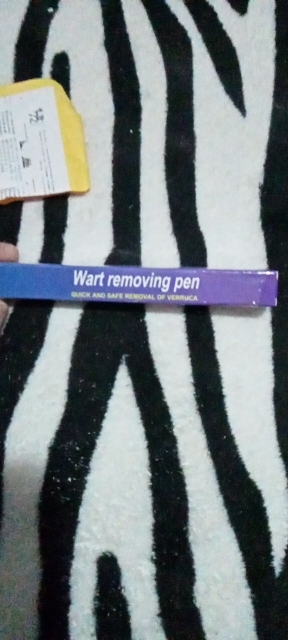 Wart removing pen
QUICK AND SAFE REMOVAL OF VERRUCA